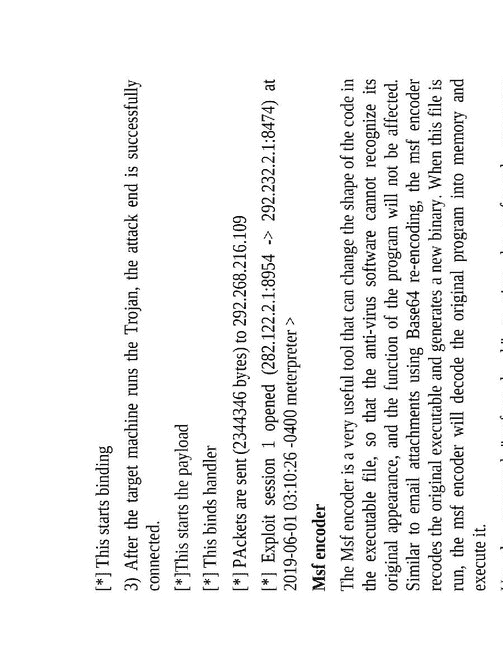 [*] This starts binding
3) After the target machine runs the Trojan, the attack end is successfully
connected.
[*]This starts the payload
[*] This binds handler
[*] PAckets are sent (2344346 bytes) to 292.268.216.109
[*] Exploit session 1 opened (282.122.2.1:8954 -> 292.232.2.1:8474) at
2019-06-01 03:10:26 -0400 meterpreter >
Msf encoder
The Msf encoder is a very useful tool that can change the shape of the code in
the executable file, so that the anti-virus software cannot recognize its
original appearance, and the function of the program will not be affected.
Similar to email attachments using Base64 re-encoding, the msf encoder
recodes the original executable and generates a new binary. When this file is
run, the msf encoder will decode the original program into memory and
execute it.